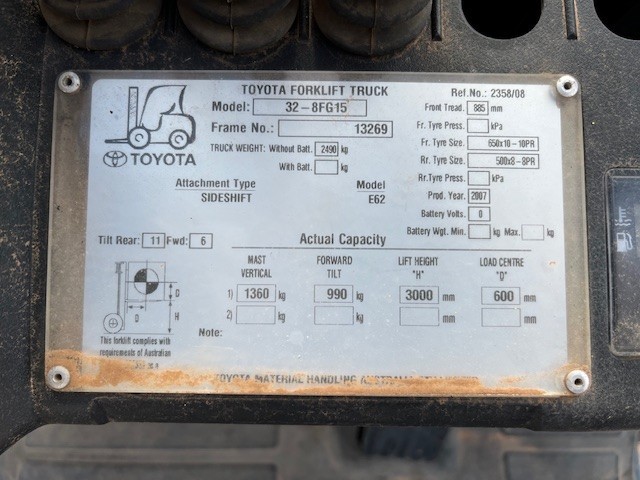 TOYOTA FORKLIFT TRUCK
Ref.No.: 2358/08
Model: 32-8FG15
Front Tread. 885 mm
Frame No.: 13269
Fr. Tyre Press. kPa
TOYOTA
TRUCK WEIGHT: Without Batt. 2490 kg
Fr. Tyre Size. 650x10-10PR
With Batt. kg
Rr. Tyre Size. 500x8-8PR
Rr. Tyre Press. kPa
Attachment Type
Model
SIDESHIFT
E62
Prod. Year. 2007
Battery Volts. 0
Battery Wgt. Min. kg Max. kg
Tilt Rear: 11 Fwd: 6
Actual Capacity
MAST VERTICAL
FORWARD TILT
LIFT HEIGHT "H"
LOAD CENTRE "D"
1) 1360 kg 990 kg 3000 mm 600 mm
2) kg kg mm mm
G
D
H
Note:
This forklift complies with
requirements of Australian
TOYOTA MATERIAL HANDLING